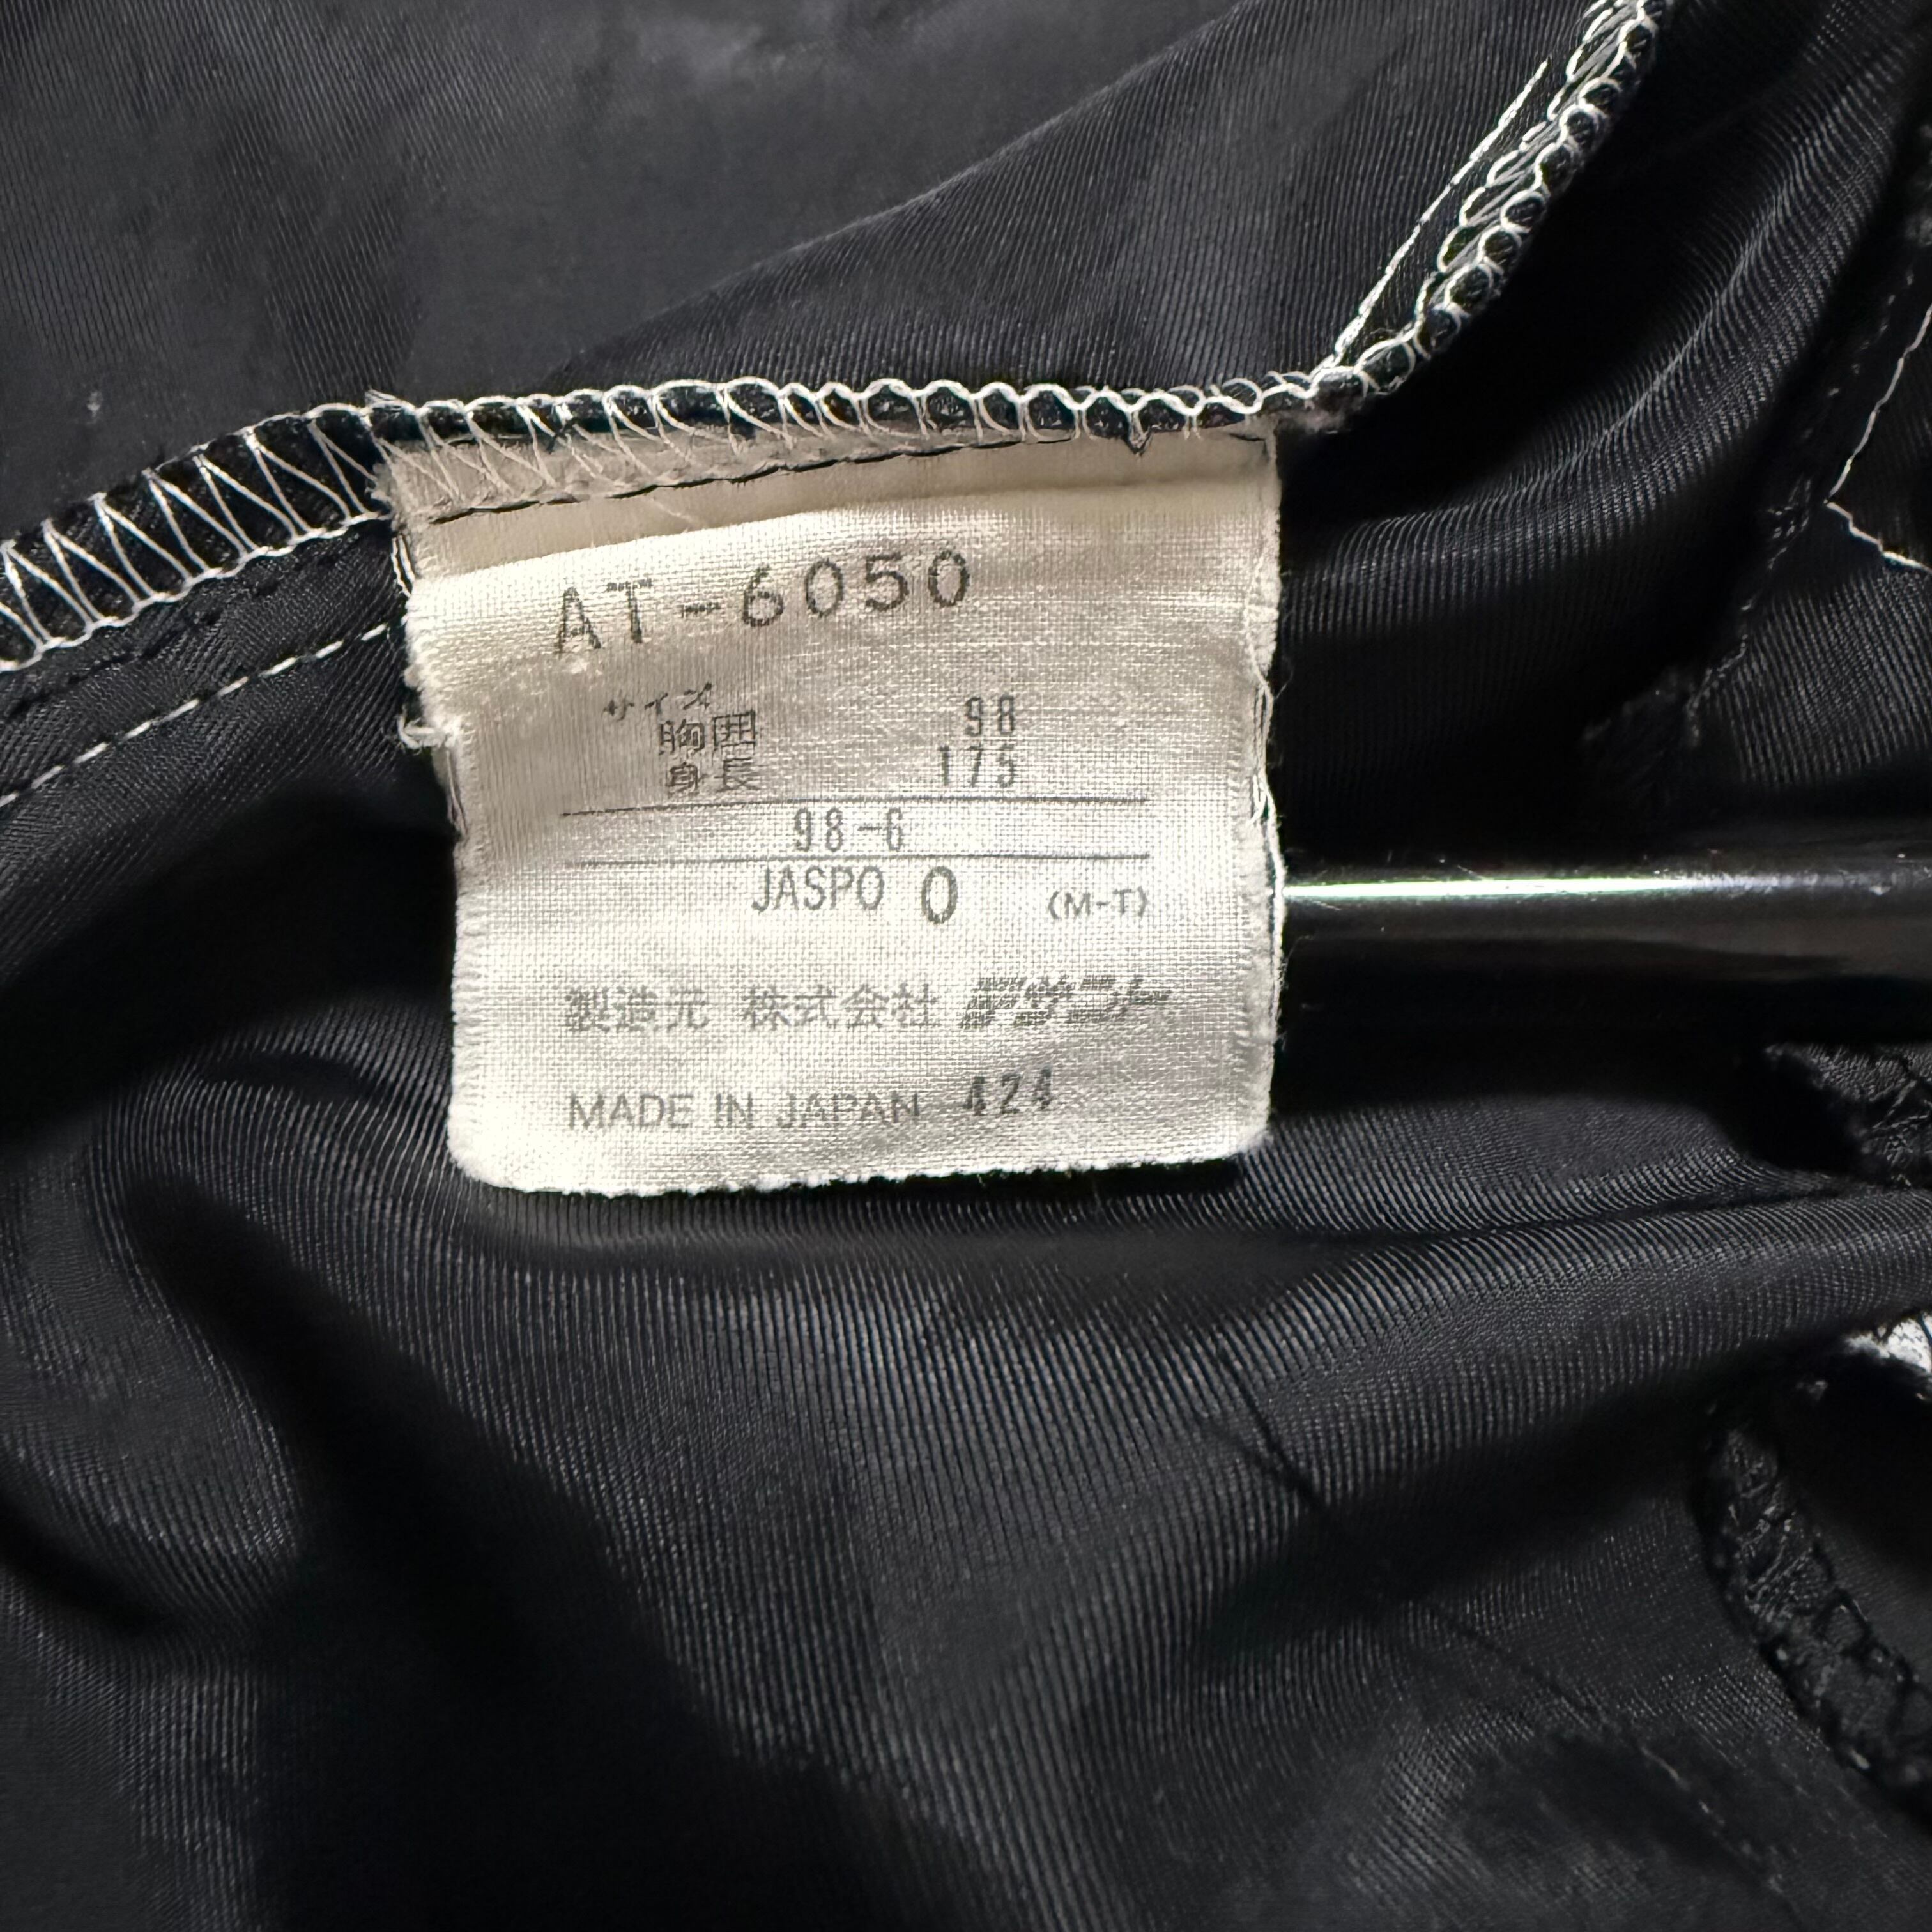 AT-6050
サイズ
胸囲 98
身長 175
98-6
JASPO O (M-T)
製造元 株式会社 デサント
MADE IN JAPAN 424